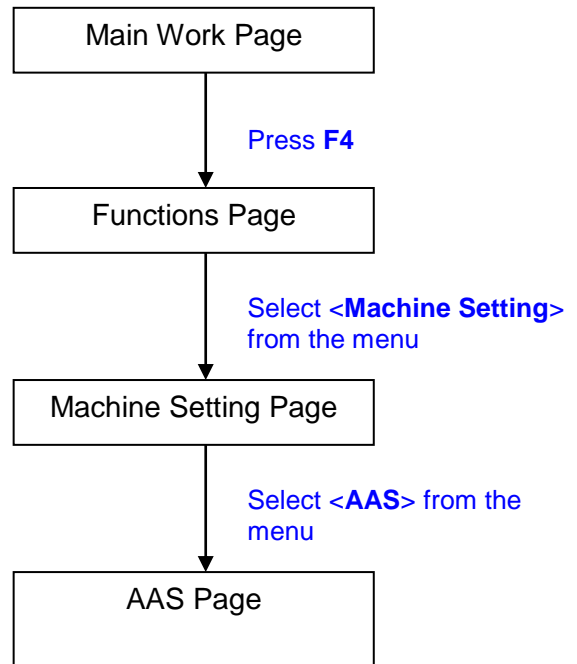 Main Work Page
Press F4
Functions Page
Select <Machine Setting>
from the menu
Machine Setting Page
Select <AAS> from the
menu
AAS Page